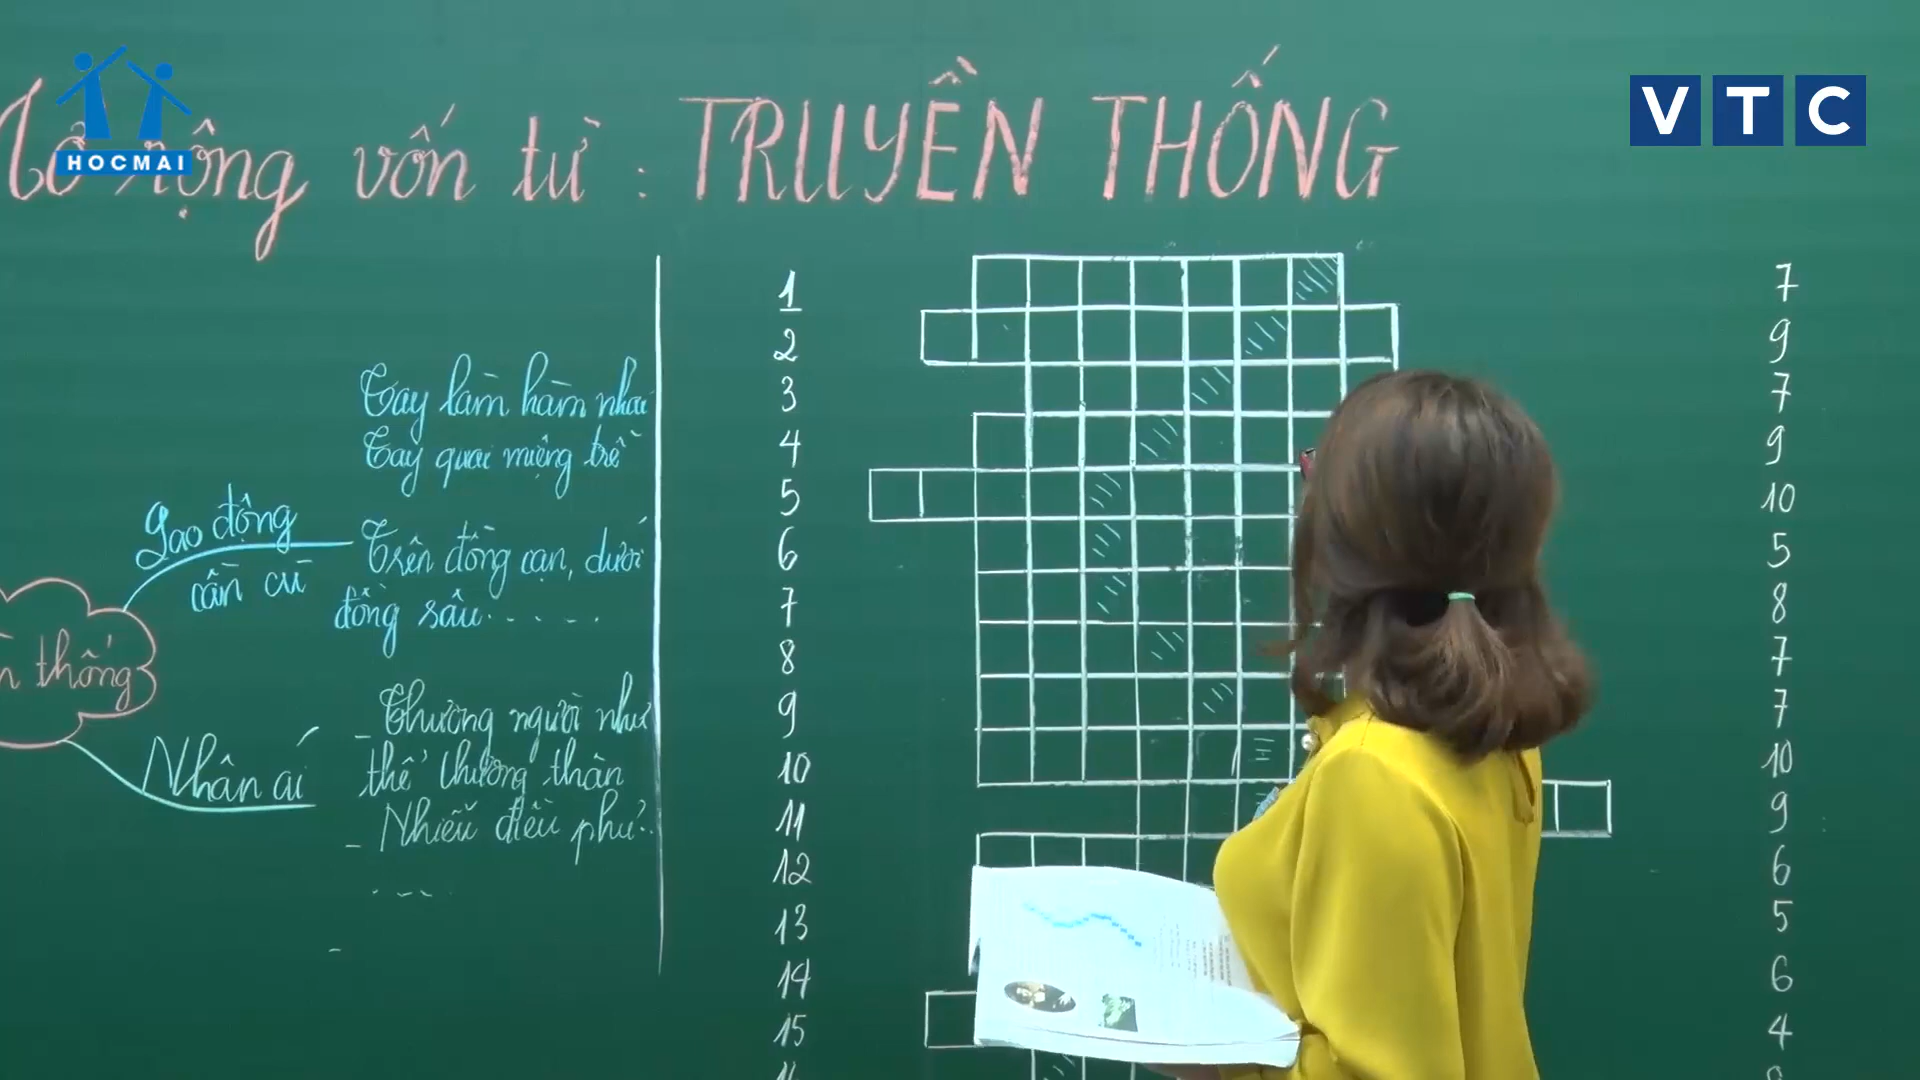 HOCMAI
VTC
Mở rộng vốn từ : TRUYỀN THỐNG
Tay làm hàm nhai
Tay quai miệng trễ
Lao động
cần cù
Trên đồng cạn, dưới
đồng sâu.....
thống
Nhân ái
- Thương người như
thể thương thân
- Nhiễu điều phủ..
---
-
1 7
2 9
3 7
4 9
5 10
6 5
7 8
8 7
9 7
10 10
11 9
12 6
13 5
14 6
15 4